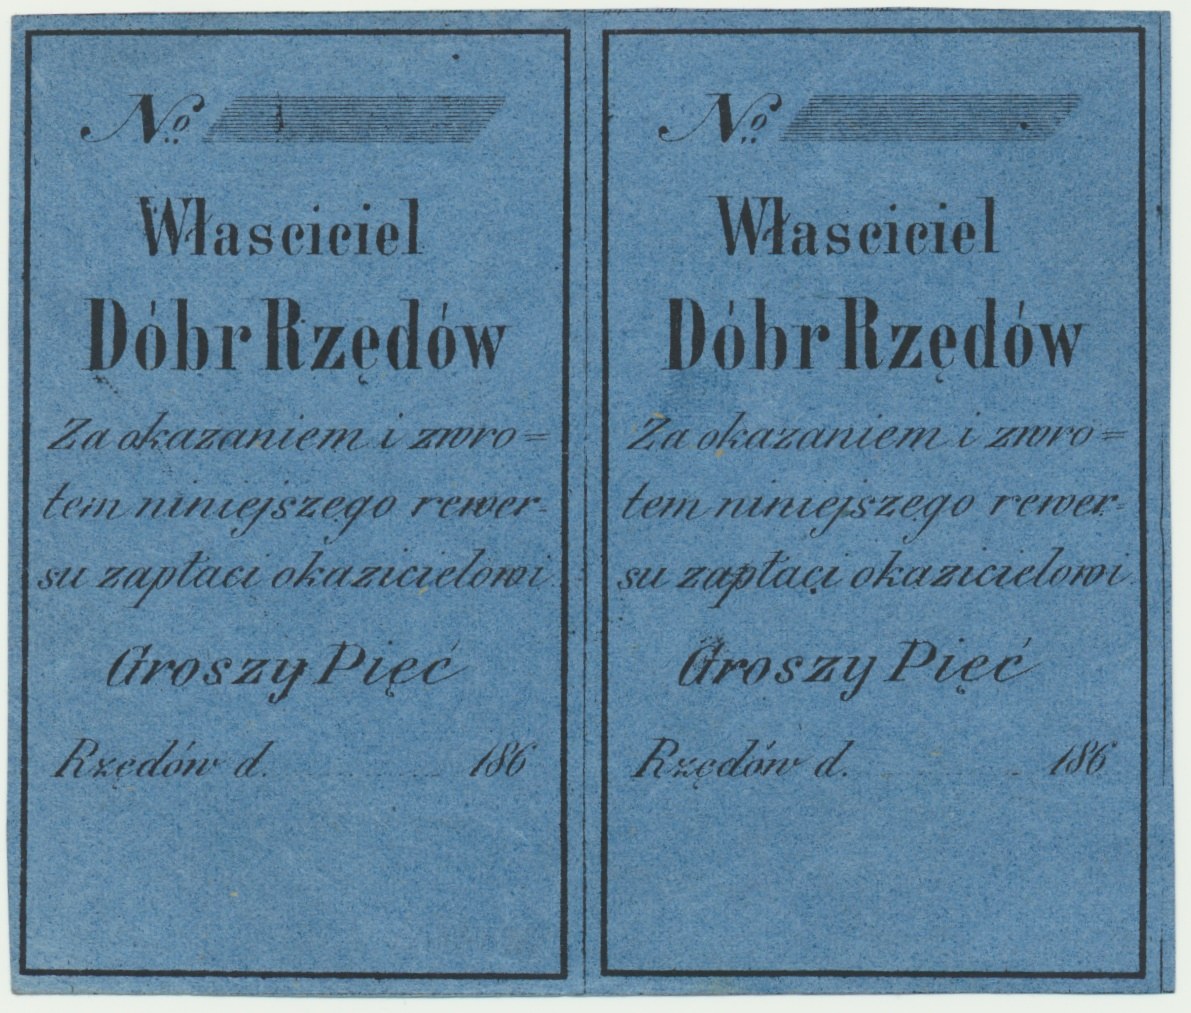 No
Własciciel
Dóbr Rzędów
Za okazaniem i zwro=
tem niniejszego rewer=
su zapłaci okazicielowi
Groszy Pięć
Rzędów d. 186
No
Własciciel
Dóbr Rzędów
Za okazaniem i zwro=
tem niniejszego rewer=
su zapłaci okazicielowi
Groszy Pięć
Rzędów d. 186